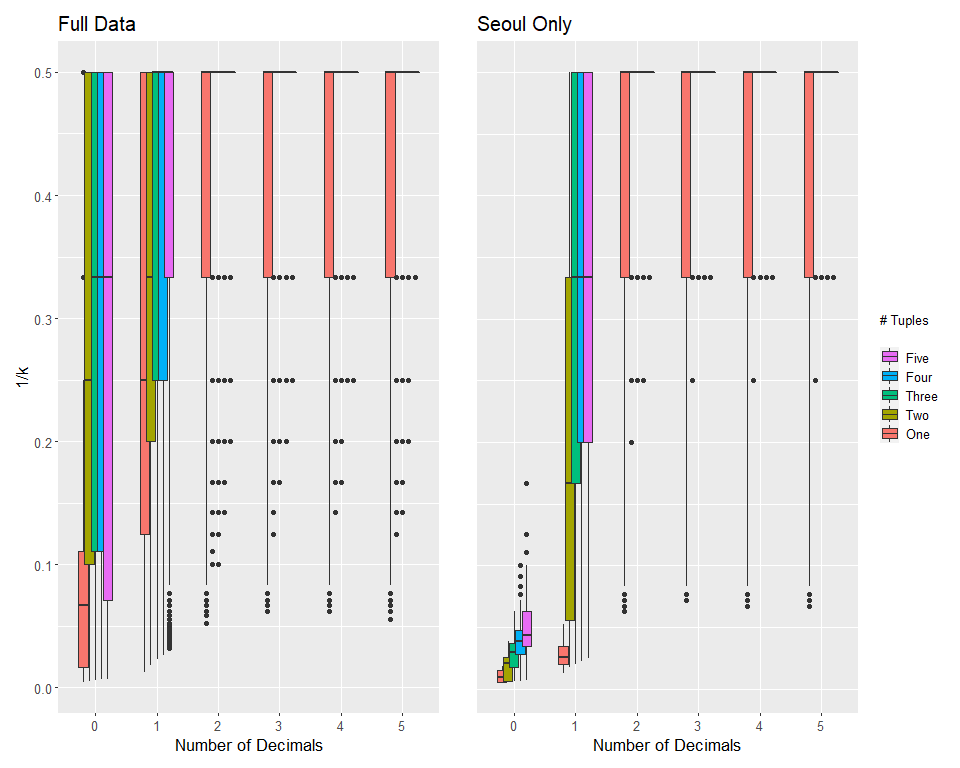 Full Data
Seoul Only
1/k
0.5
0.4
0.3
0.2
0.1
0.0
0 1 2 3 4 5
Number of Decimals
0 1 2 3 4 5
Number of Decimals
# Tuples
Five
Four
Three
Two
One